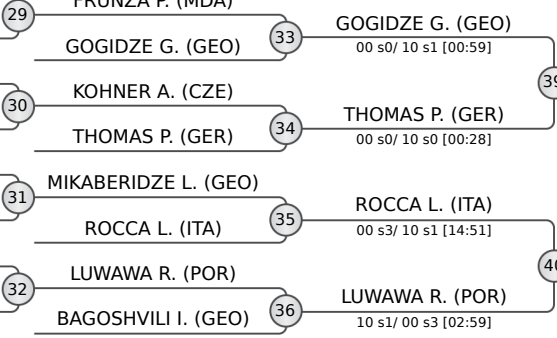 FRUNZA P. (MDA)
29
GOGIDZE G. (GEO)
33
GOGIDZE G. (GEO)
00 s0/ 10 s1 [00:59]
39
KOHNER A. (CZE)
30
THOMAS P. (GER)
34
THOMAS P. (GER)
00 s0/ 10 s0 [00:28]
MIKABERIDZE L. (GEO)
31
ROCCA L. (ITA)
35
ROCCA L. (ITA)
00 s3/ 10 s1 [14:51]
40
LUWAWA R. (POR)
32
BAGOSHVILI I. (GEO)
36
LUWAWA R. (POR)
10 s1/ 00 s3 [02:59]